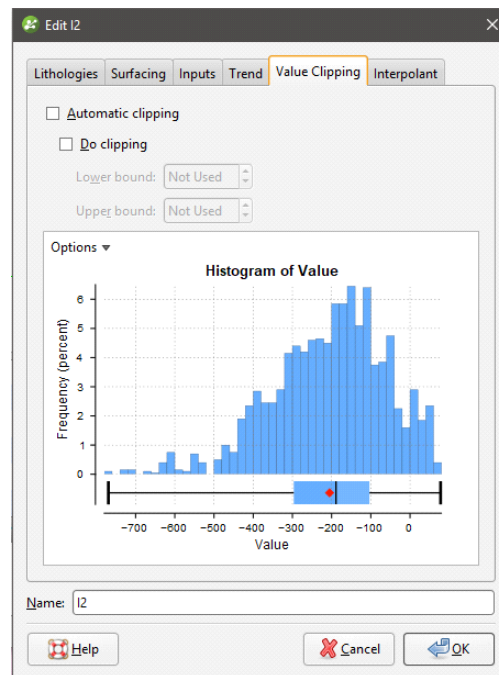 Edit I2
Lithologies Surfacing Inputs Trend Value Clipping Interpolant
Automatic clipping
Do clipping
Lower bound: Not Used
Upper bound: Not Used
Options
Histogram of Value
6
5
4
3
2
1
0
Frequency (percent)
-700 -600 -500 -400 -300 -200 -100 0
Value
Name: I2
Help Cancel OK